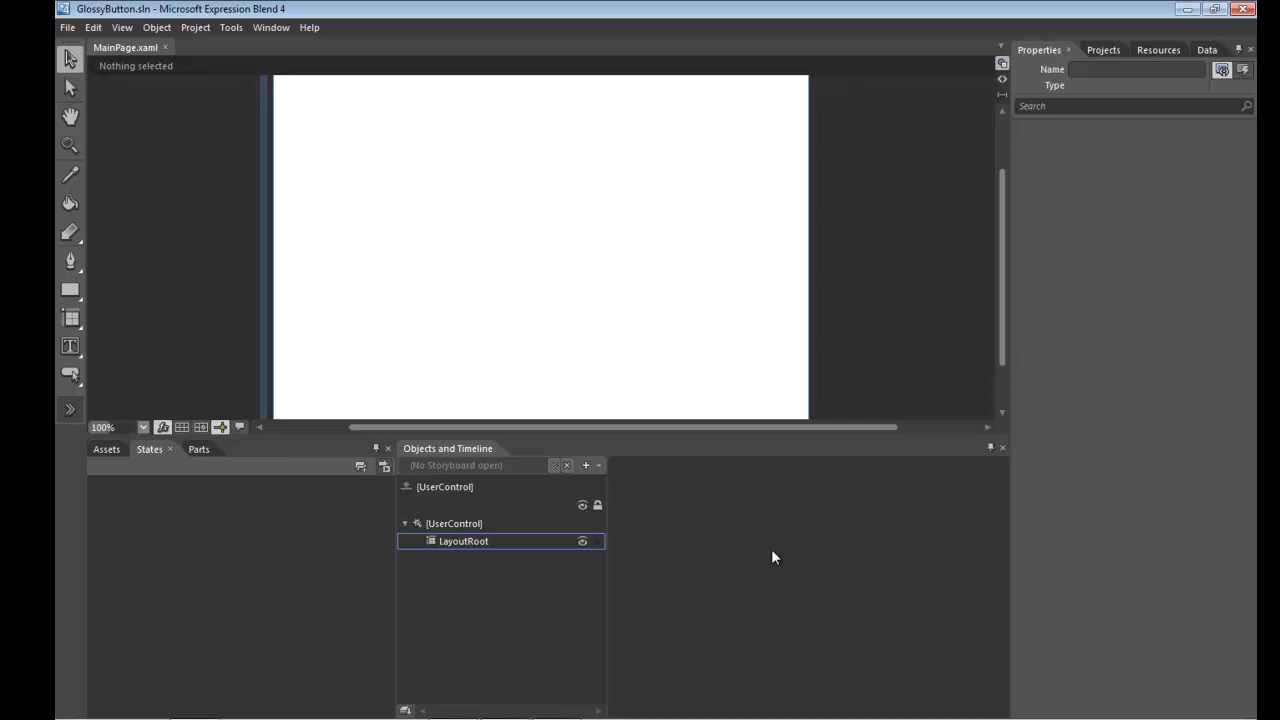 GlossyButton.sln - Microsoft Expression Blend 4
File Edit View Object Project Tools Window Help
MainPage.xaml
Nothing selected
Properties Projects Resources Data
Name
Type
Search
100%
Assets States Parts
Objects and Timeline
(No Storyboard open)
[UserControl]
[UserControl]
LayoutRoot